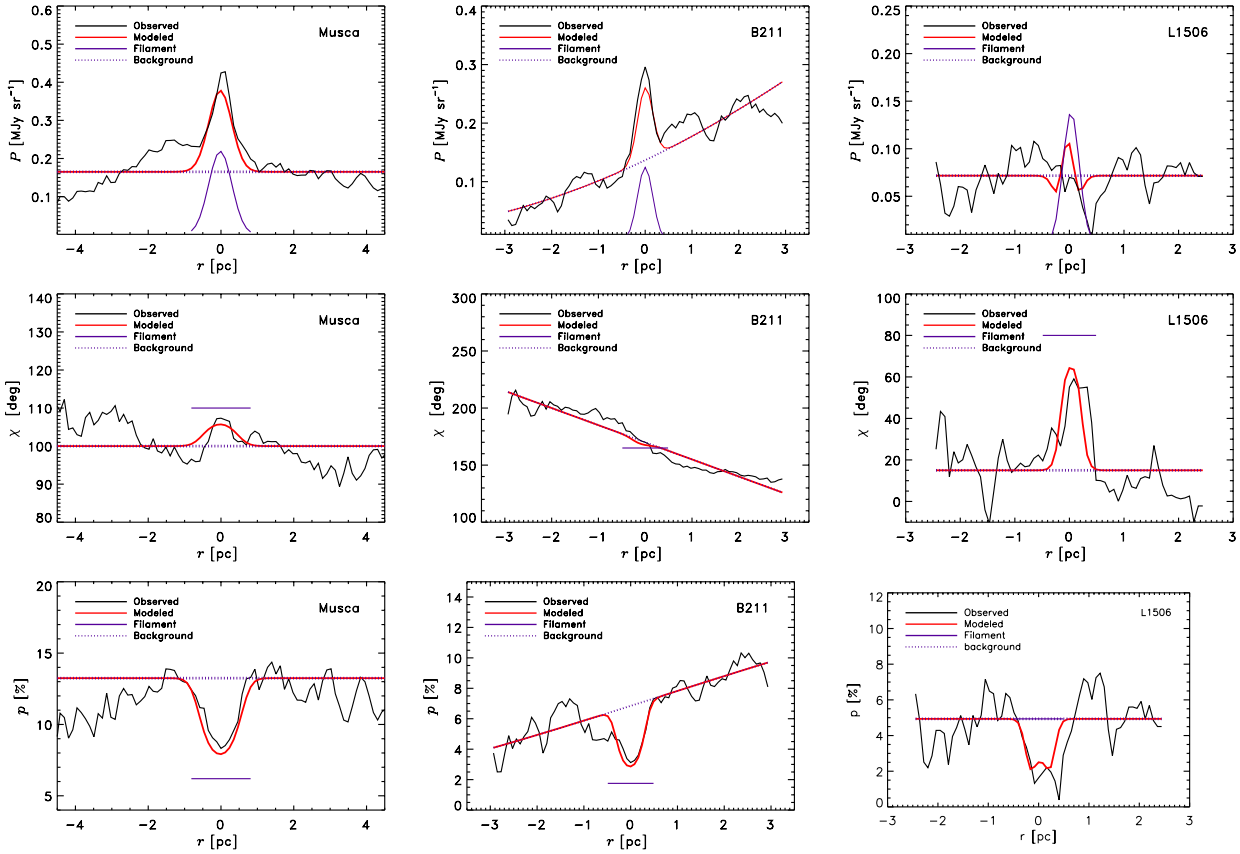 0.6
0.5
0.4
0.3
0.2
0.1
P [MJy sr⁻¹]
Observed
Modeled
Filament
Background
Musca
-4 -2 0 2 4
r [pc]
0.4
0.3
0.2
0.1
P [MJy sr⁻¹]
Observed
Modeled
Filament
Background
B211
-3 -2 -1 0 1 2 3
r [pc]
0.25
0.20
0.15
0.10
0.05
P [MJy sr⁻¹]
Observed
Modeled
Filament
Background
L1506
-3 -2 -1 0 1 2 3
r [pc]
140
130
120
110
100
90
80
χ [deg]
Observed
Modeled
Filament
Background
Musca
-4 -2 0 2 4
r [pc]
300
250
200
150
100
χ [deg]
Observed
Modeled
Filament
Background
B211
-3 -2 -1 0 1 2 3
r [pc]
100
80
60
40
20
0
χ [deg]
Observed
Modeled
Filament
Background
L1506
-3 -2 -1 0 1 2 3
r [pc]
20
15
10
5
p [%]
Observed
Modeled
Filament
Background
Musca
-4 -2 0 2 4
r [pc]
14
12
10
8
6
4
2
0
p [%]
Observed
Modeled
Filament
Background
B211
-3 -2 -1 0 1 2 3
r [pc]
12
10
8
6
4
2
0
p [%]
Observed
Modeled
Filament
background
L1506
-3 -2 -1 0 1 2 3
r [pc]